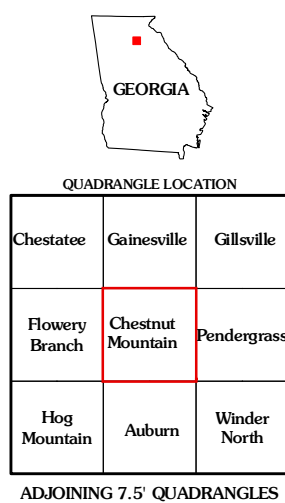 GEORGIA
QUADRANGLE LOCATION
Chestatee Gainesville Gillsville
Flowery Branch Chestnut Mountain Pendergrass
Hog Mountain Auburn Winder North
ADJOINING 7.5' QUADRANGLES